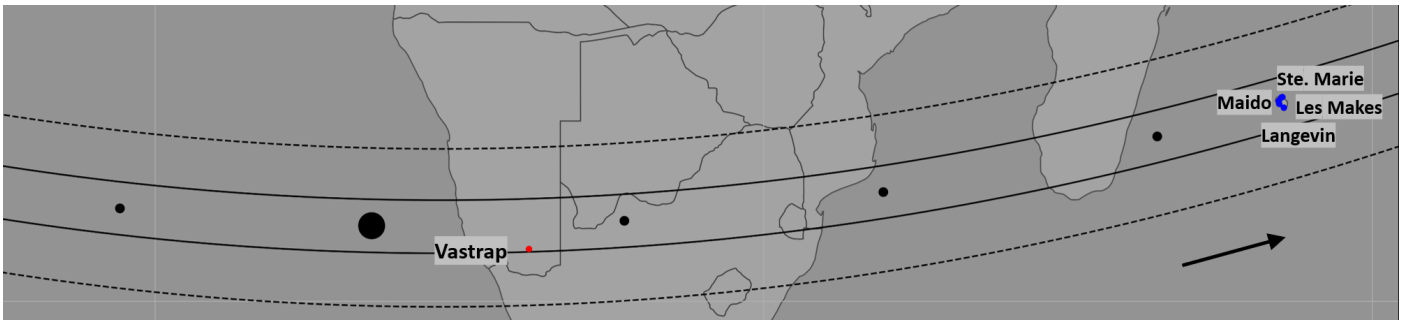 Ste. Marie
Maido
Les Makes
Langevin
Vastrap